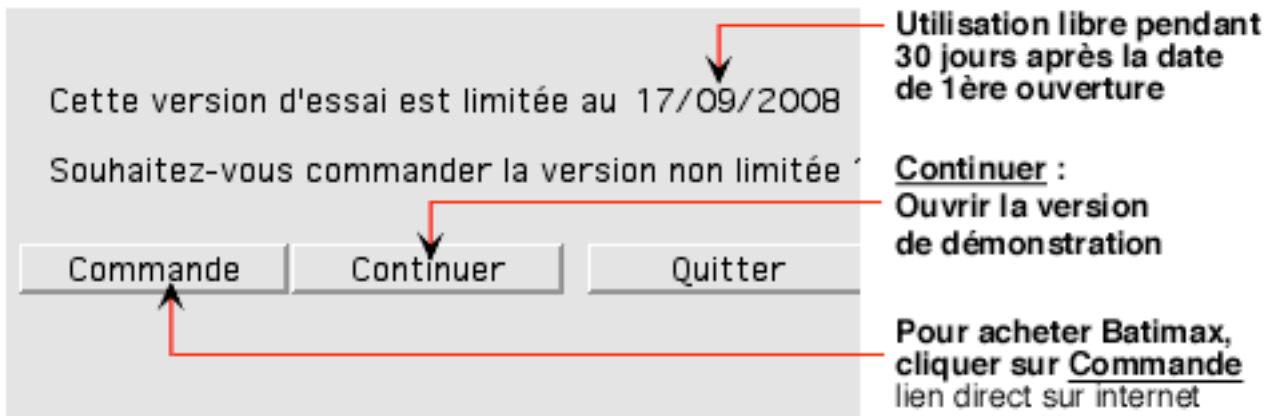 Utilisation libre pendant
30 jours après la date
de 1ère ouverture
Cette version d'essai est limitée au 17/09/2008
Souhaitez-vous commander la version non limitée ?
Continuer :
Ouvrir la version
de démonstration
Commande
Continuer
Quitter
Pour acheter Batimax,
cliquer sur Commande
lien direct sur internet